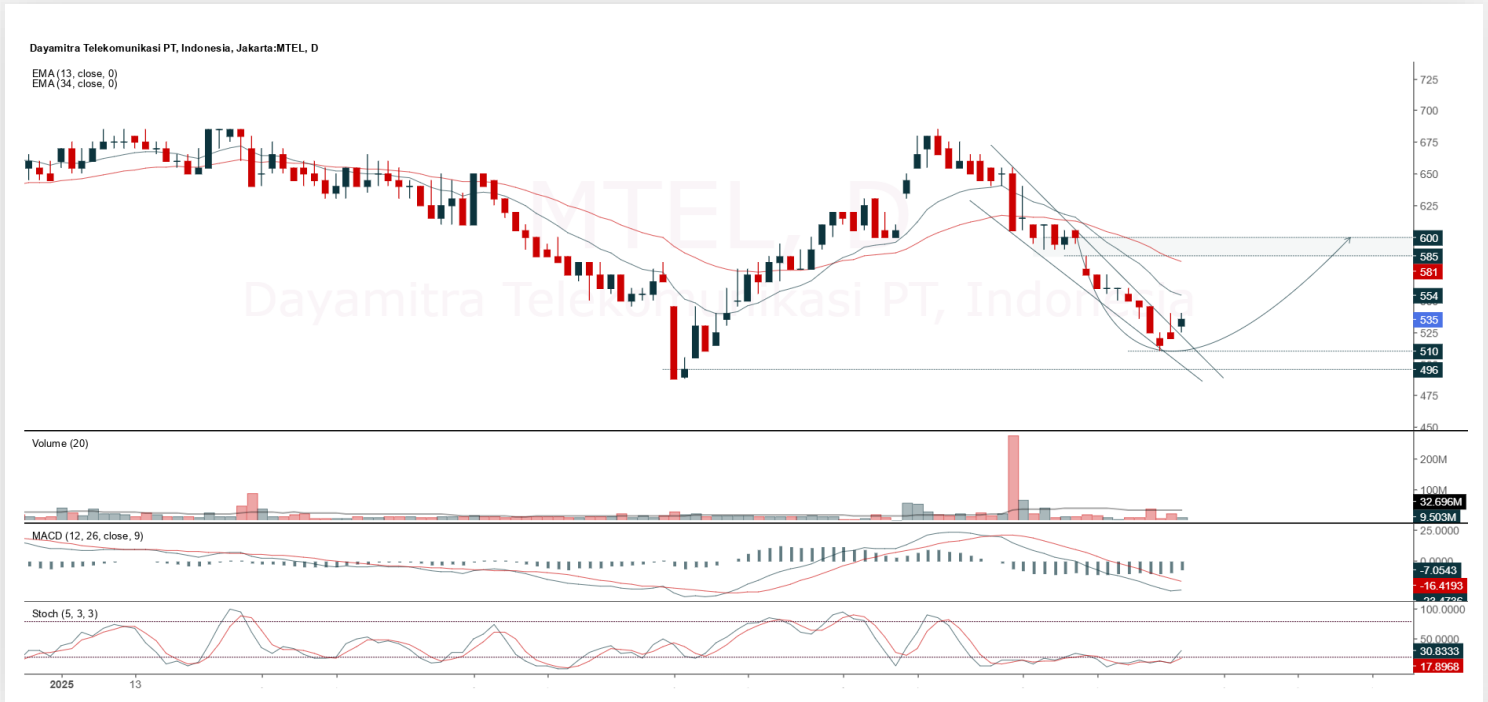 Dayamitra Telekomunikasi PT, Indonesia, Jakarta:MTEL, D
EMA (13, close, 0)
EMA (34, close, 0)
MTEL, D
Dayamitra Telekomunikasi PT, Indonesia
725
700
675
650
625
600
585
581
554
535
525
510
496
475
450
Volume (20)
200M
100M
32.696M
9.503M
MACD (12, 26, close, 9)
25.0000
0.0000
-7.0543
-16.4193
-23.4736
Stoch (5, 3, 3)
100.0000
50.0000
30.8333
17.8968
2025 13